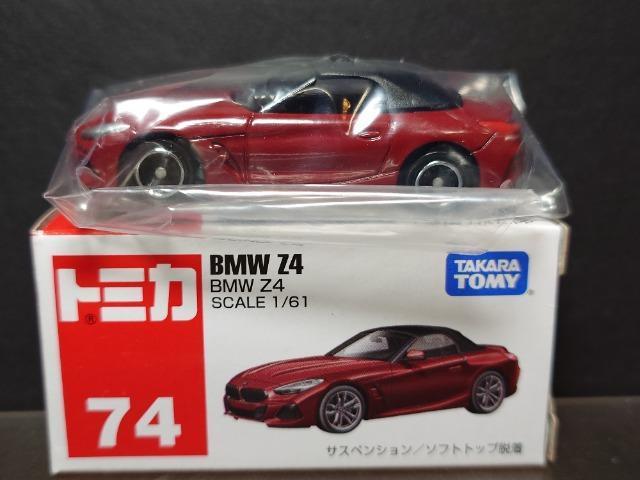 トミカ
®
74
BMW Z4
BMW Z4
SCALE 1/61
TAKARA
TOMY
サスペンション／ソフトトップ脱着